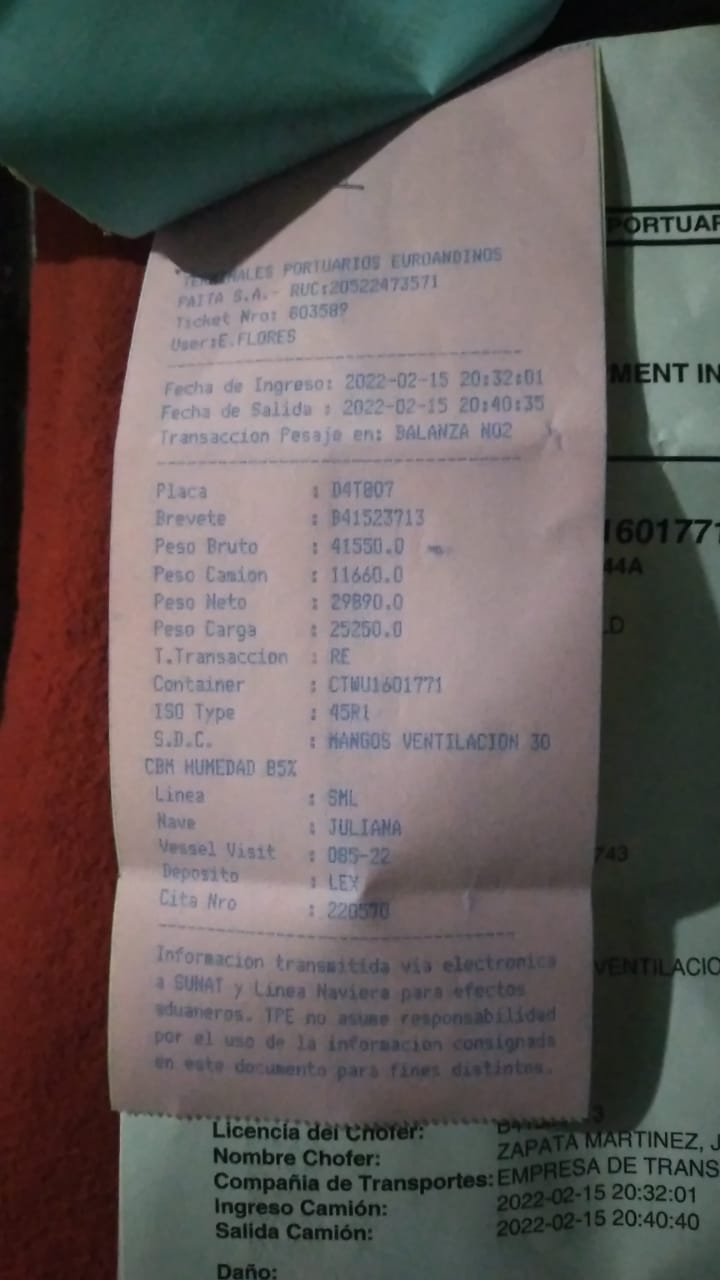 TERMINALES PORTUARIOS EUROANDINOS
PAITA S.A.- RUC:20522473571
Ticket Nro: 603589
User:E.FLORES
Fecha de Ingreso: 2022-02-15 20:32:01
Fecha de Salida : 2022-02-15 20:40:35
Transaccion Pesaje en: BALANZA NO2
Placa : D4T807
Brevete : B41523713
Peso Bruto : 41550.0
Peso Camion : 11660.0
Peso Neto : 29890.0
Peso Carga : 25250.0
T.Transaccion : RE
Container : CTWU1601771
ISO Type : 45R1
S.D.C. : MANGOS VENTILACION 30
CBM HUMEDAD 85%
Linea : SML
Nave : JULIANA
Vessel Visit : 085-22
Deposito : LEX
Cita Nro : 220570
Informacion transmitida via electronica
a SUNAT y Linea Naviera para efectos
aduaneros. TPE no asume responsabilidad
por el uso de la informacion consignada
en este documento para fines distintos.
PORTUAR
MENT IN
1601771
44A
LD
743
VENTILACIO
Licencia del Chofer:
Nombre Chofer: ZAPATA MARTINEZ, J
Compañia de Transportes: EMPRESA DE TRANS
Ingreso Camión: 2022-02-15 20:32:01
Salida Camión: 2022-02-15 20:40:40
Daño: